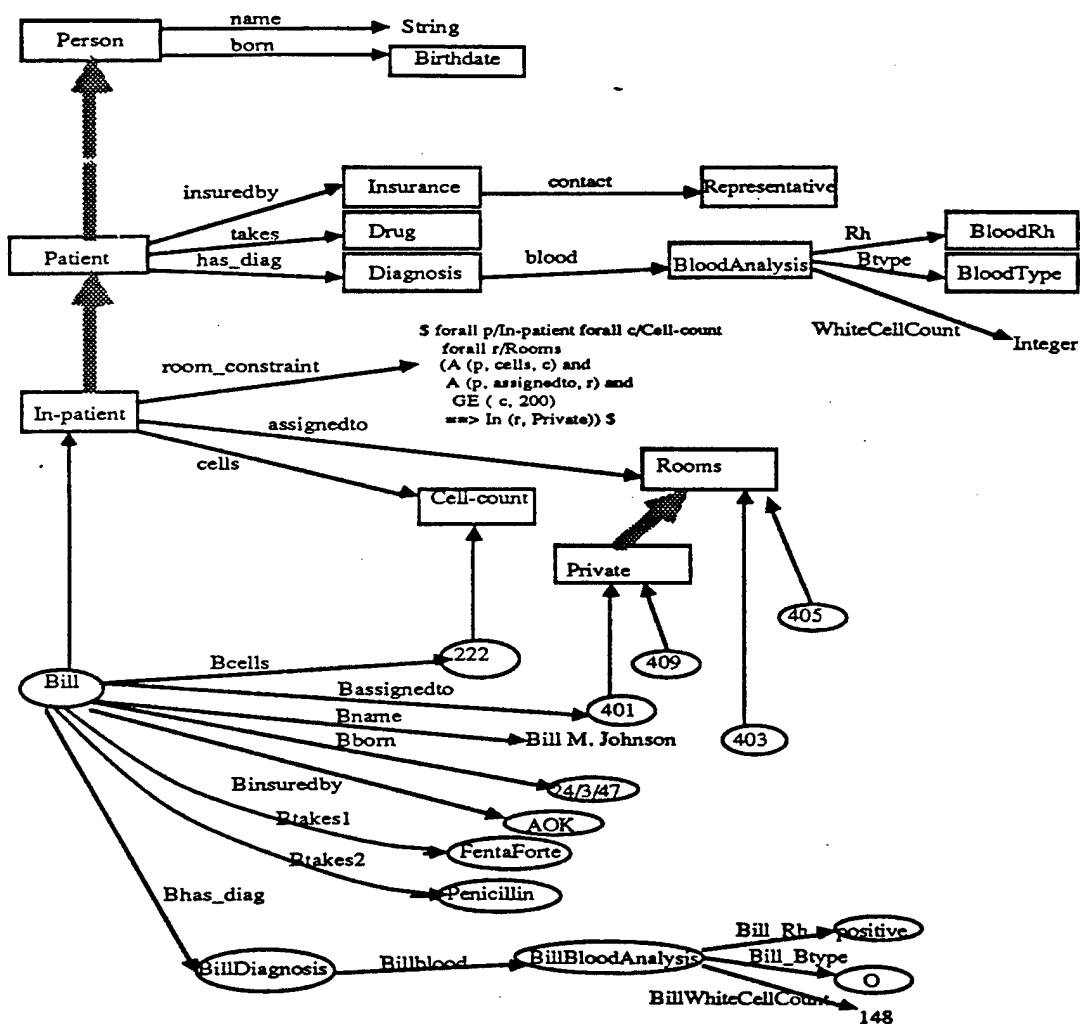 name
String
Person
born
Birthdate
insuredby
Insurance
contact
Representative
takes
Drug
Rh
BloodRh
Patient
has_diag
Diagnosis
blood
BloodAnalysis
Btype
BloodType
WhiteCellCount
Integer
$ forall p/In-patient forall c/Cell-count
forall r/Rooms
(A (p, cells, c) and
A (p, assignedto, r) and
GE ( c, 200)
==> In (r, Private)) $
room_constraint
In-patient
assignedto
cells
Rooms
Cell-count
Private
405
222
409
Bcells
Bill
Bassignedto
401
Bname
Bill M. Johnson
403
Bborn
24/3/47
Binsuredby
AOK
Btakes1
FentaForte
Btakes2
Penicillin
Bhas_diag
Bill_Rh
positive
BillDiagnosis
Billblood
BillBloodAnalysis
Bill_Btype
O
BillWhiteCellCount
148